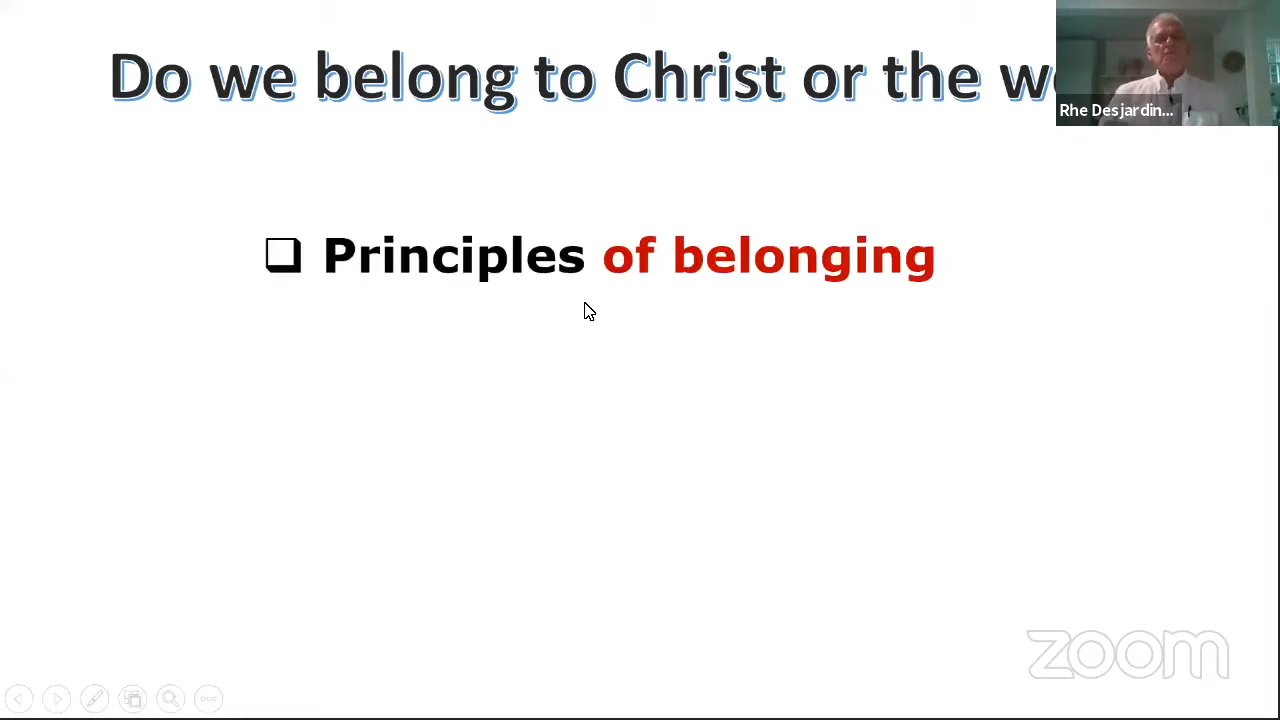 Do we belong to Christ or the w
Rhe Desjardin...
Principles of belonging
zoom